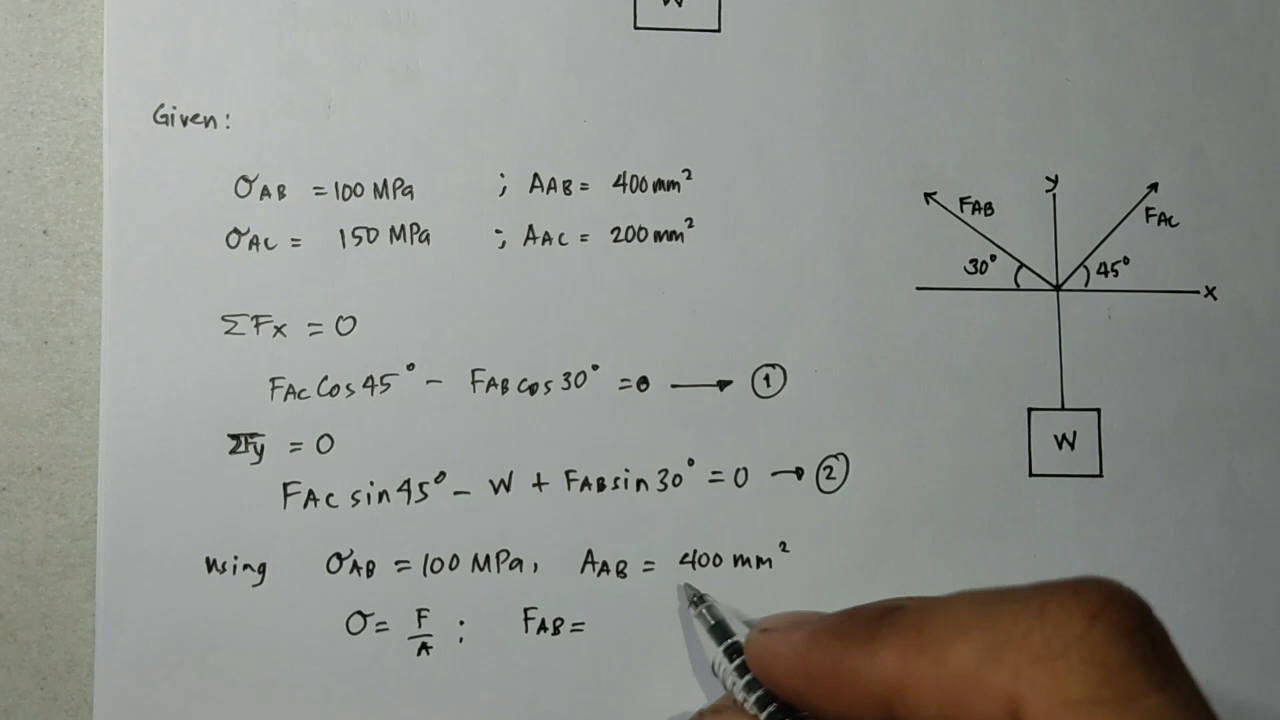 W
Given:
σAB = 100 MPa ; AAB = 400 mm²
σAC = 150 MPa ; AAC = 200 mm²
ΣFx = 0
FAC Cos 45° - FAB cos 30° = 0 → ①
ΣFy = 0
FAC sin 45° - W + FAB sin 30° = 0 → ②
using σAB = 100 MPa, AAB = 400 mm²
σ = F/A ; FAB =
y
FAB
FAC
30°
45°
x
W